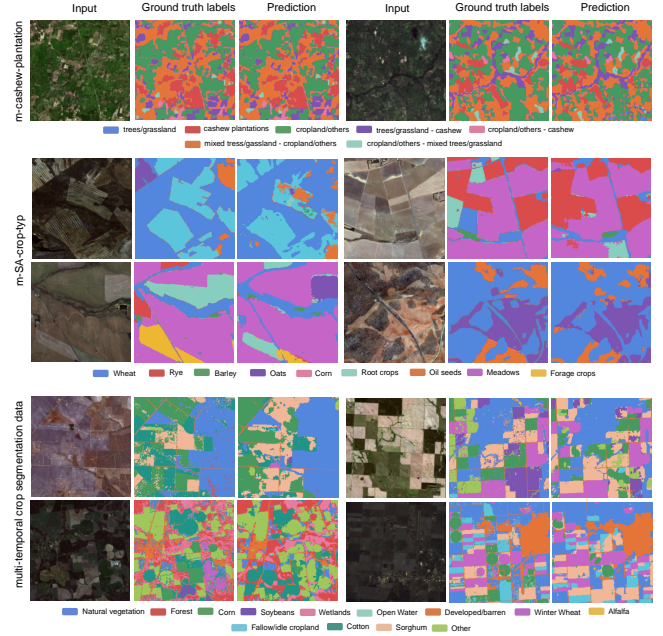 Input Ground truth labels Prediction Input Ground truth labels Prediction
m-cashew-plantation
trees/grassland cashew plantations cropland/others trees/grassland - cashew cropland/others - cashew
mixed tress/gassland - cropland/others cropland/others - mixed trees/grassland
m-SA-crop-typ
Wheat Rye Barley Oats Corn Root crops Oil seeds Meadows Forage crops
multi-temporal crop segmentation data
Natural vegetation Forest Corn Soybeans Wetlands Open Water Developed/barren Winter Wheat Alfalfa
Fallow/idle cropland Cotton Sorghum Other